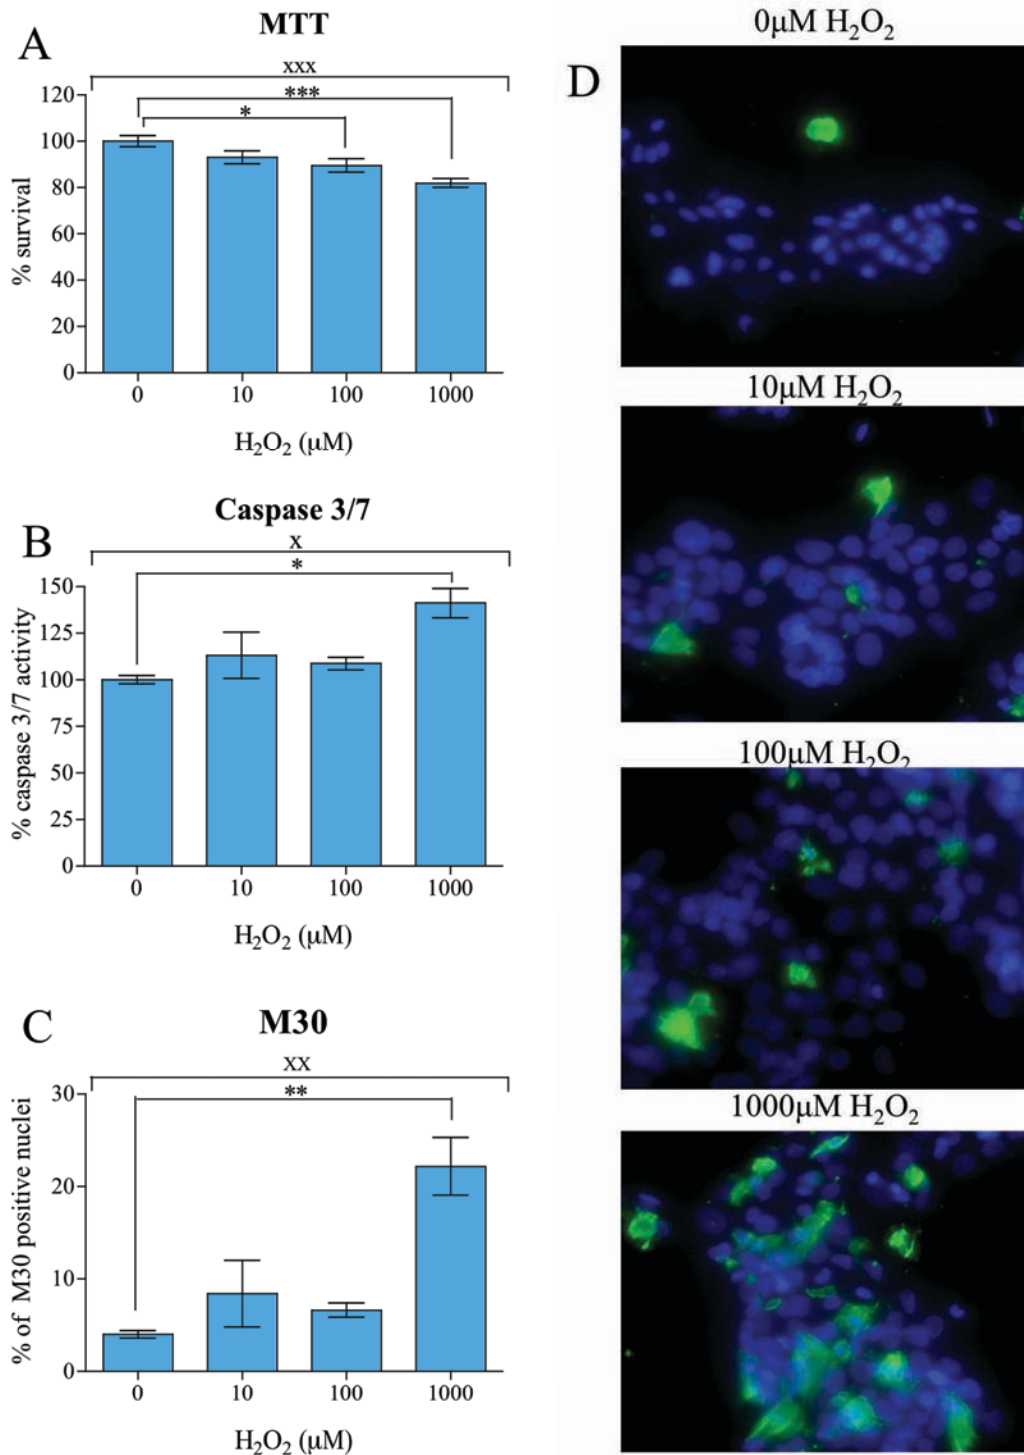 A
MTT
xxx
***
*
120
100
80
60
40
20
0
% survival
0 10 100 1000
H₂O₂ (μM)
B
Caspase 3/7
x
*
150
125
100
75
50
25
0
% caspase 3/7 activity
0 10 100 1000
H₂O₂ (μM)
C
M30
xx
**
30
20
10
0
% of M30 positive nuclei
0 10 100 1000
H₂O₂ (μM)
D
0μM H₂O₂
10μM H₂O₂
100μM H₂O₂
1000μM H₂O₂